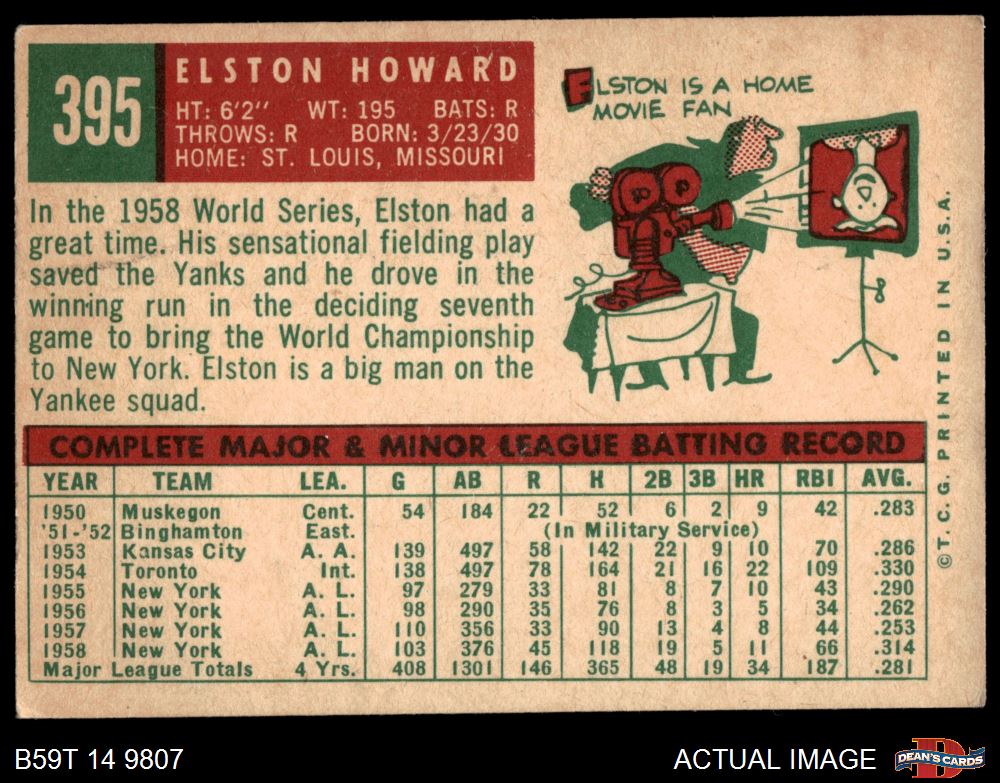 395
ELSTON HOWARD
HT: 6'2" WT: 195 BATS: R
THROWS: R BORN: 3/23/30
HOME: ST. LOUIS, MISSOURI
ELSTON IS A HOME
MOVIE FAN
In the 1958 World Series, Elston had a
great time. His sensational fielding play
saved the Yanks and he drove in the
winning run in the deciding seventh
game to bring the World Championship
to New York. Elston is a big man on the
Yankee squad.
COMPLETE MAJOR & MINOR LEAGUE BATTING RECORD
YEAR TEAM LEA. G AB R H 2B 3B HR RBI AVG.
1950 Muskegon Cent. 54 184 22 52 6 2 9 42 .283
'51-'52 Binghamton East. (In Military Service)
1953 Kansas City A. A. 139 497 58 142 22 9 10 70 .286
1954 Toronto Int. 138 497 78 164 21 16 22 109 .330
1955 New York A. L. 97 279 33 81 8 7 10 43 .290
1956 New York A. L. 98 290 35 76 8 3 5 34 .262
1957 New York A. L. 110 356 33 90 13 4 8 44 .253
1958 New York A. L. 103 376 45 118 19 5 11 66 .314
Major League Totals 4 Yrs. 408 1301 146 365 48 19 34 187 .281
©T.C.G. PRINTED IN U.S.A.
B59T 14 9807
ACTUAL IMAGE
D
DEAN'S CARDS